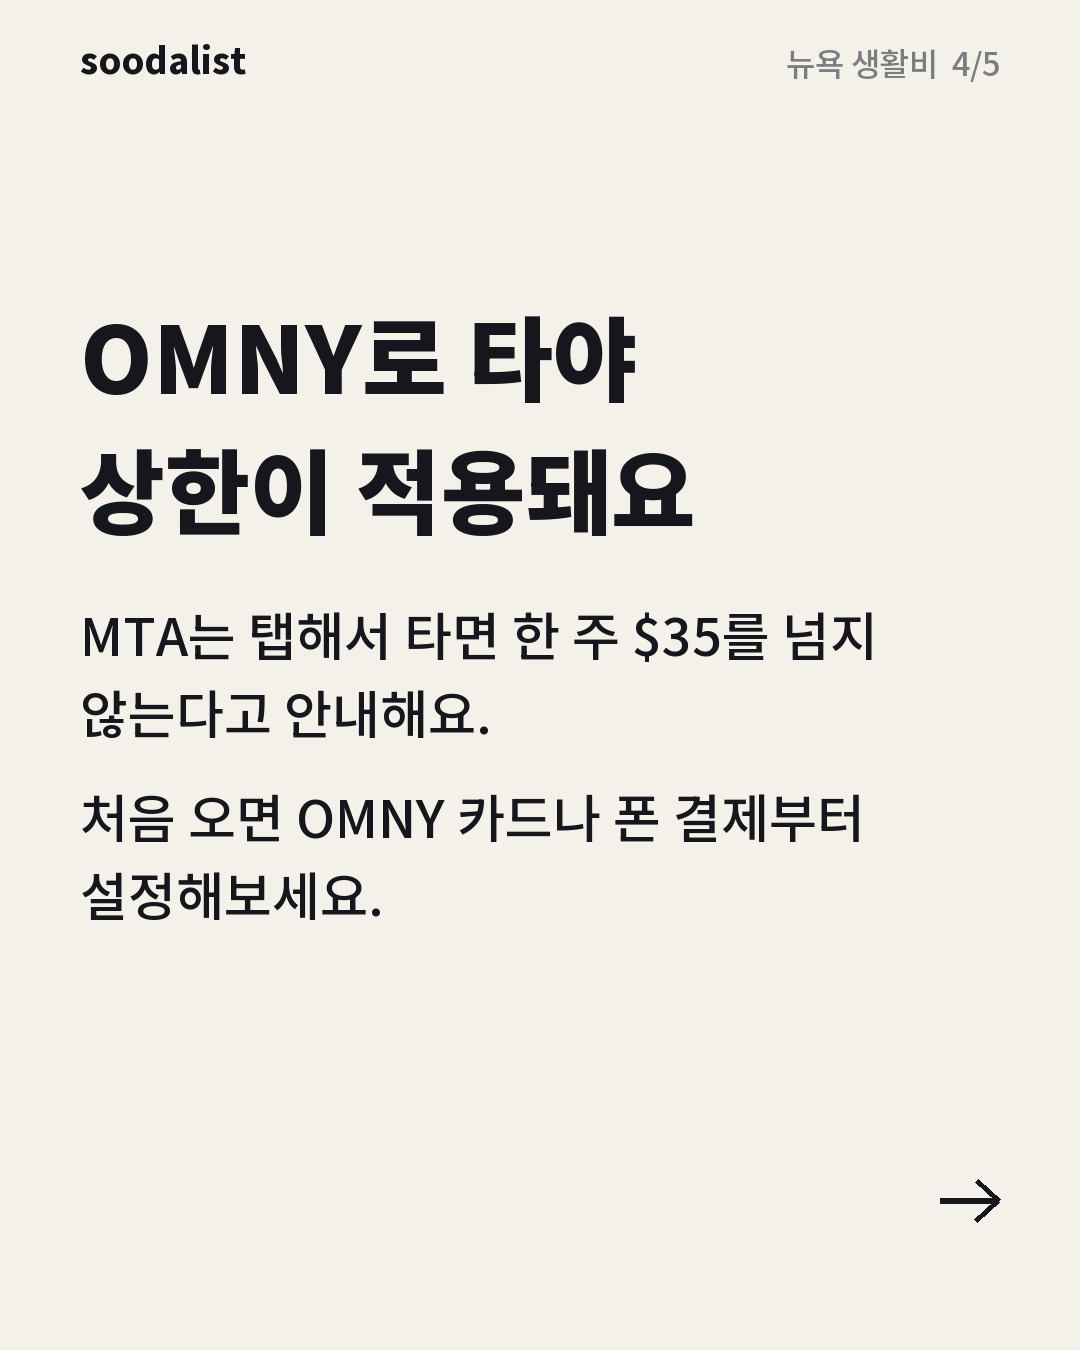 soodalist
뉴욕 생활비 4/5
OMNY로 타야
상한이 적용돼요
MTA는 탭해서 타면 한 주 $35를 넘지
않는다고 안내해요.
처음 오면 OMNY 카드나 폰 결제부터
설정해보세요.